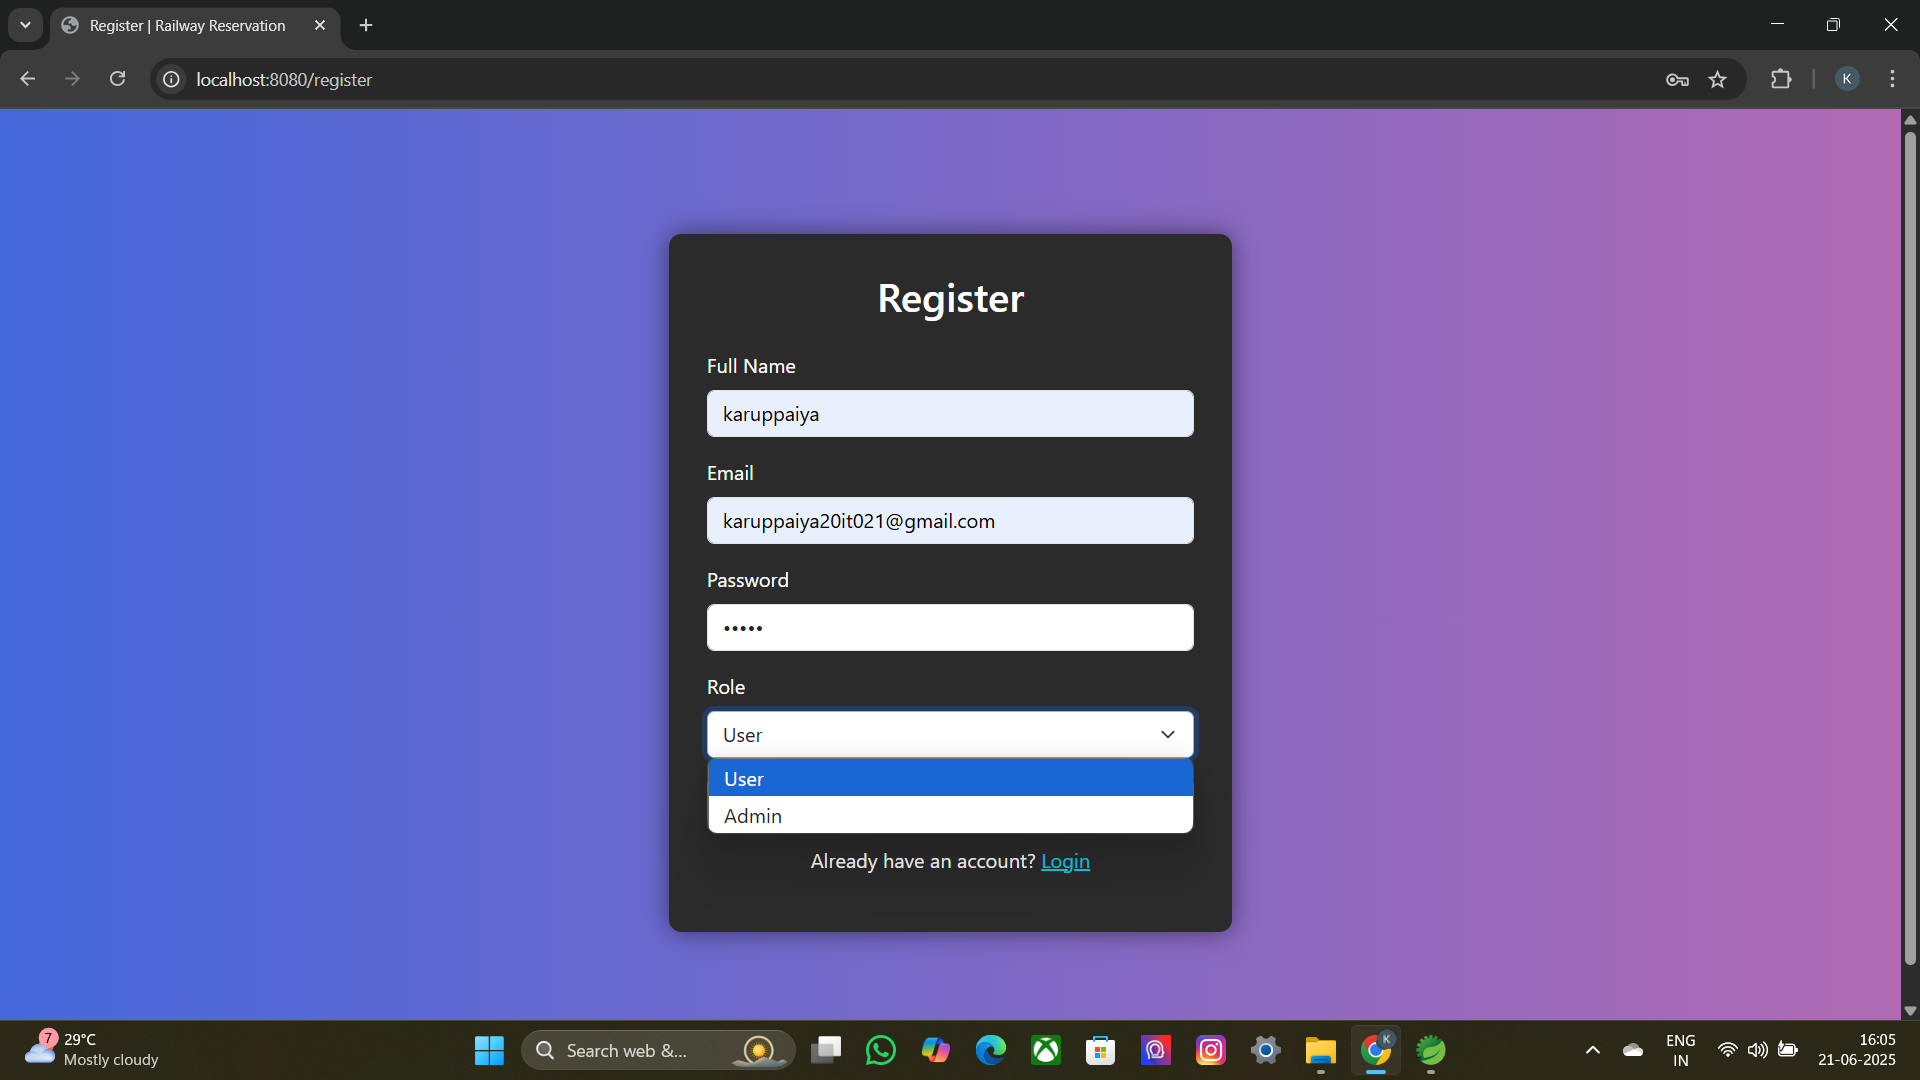 Register | Railway Reservation
localhost:8080/register
K
Register
Full Name
karuppaiya
Email
karuppaiya20it021@gmail.com
Password
•••••
Role
User
User
Admin
Already have an account? Login
7
29°C
Mostly cloudy
Search web &...
K
ENG
IN
16:05
21-06-2025